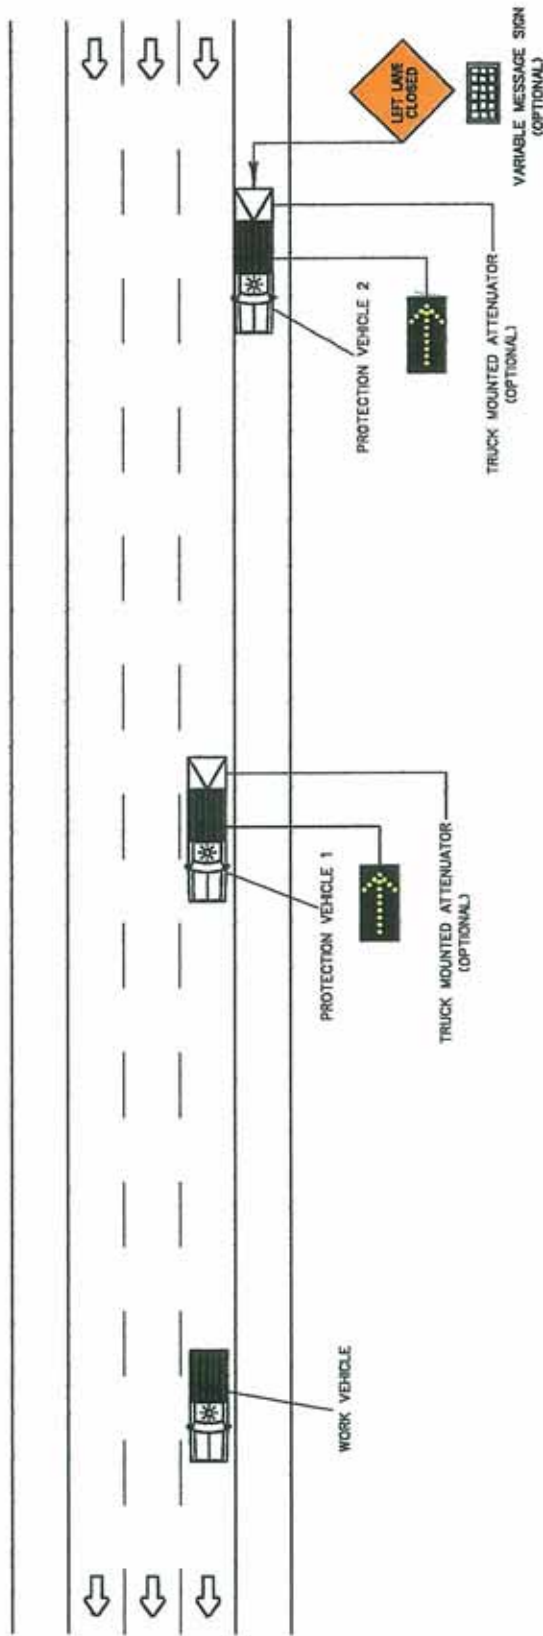 LEFT LANE
CLOSED
VARIABLE MESSAGE SIGN
(OPTIONAL)
PROTECTION VEHICLE 2
TRUCK MOUNTED ATTENUATOR
(OPTIONAL)
PROTECTION VEHICLE 1
TRUCK MOUNTED ATTENUATOR
(OPTIONAL)
WORK VEHICLE